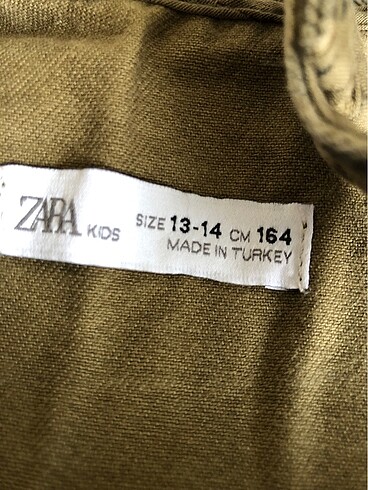 ZARA KIDS SIZE 13-14 CM 164
MADE IN TURKEY